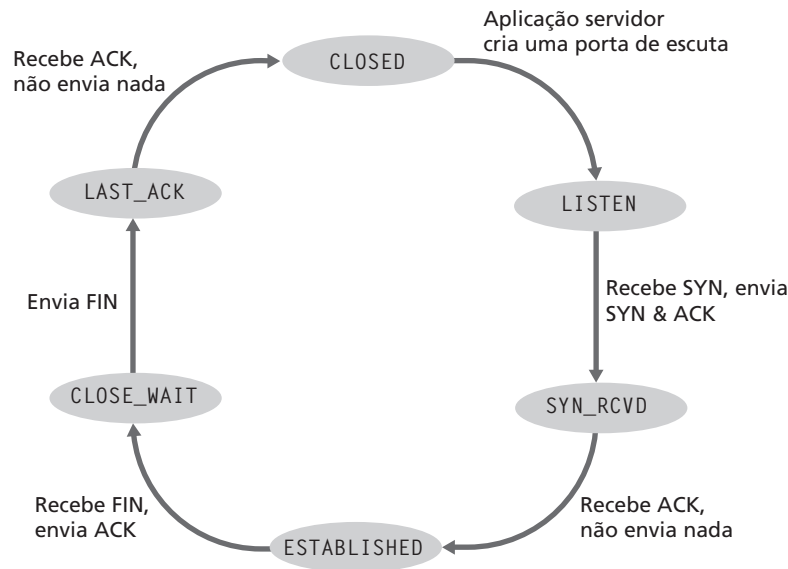 Aplicação servidor
cria uma porta de escuta
Recebe ACK,
não envia nada
CLOSED
LAST_ACK
LISTEN
Envia FIN
Recebe SYN, envia
SYN & ACK
CLOSE_WAIT
SYN_RCVD
Recebe FIN,
envia ACK
Recebe ACK,
não envia nada
ESTABLISHED